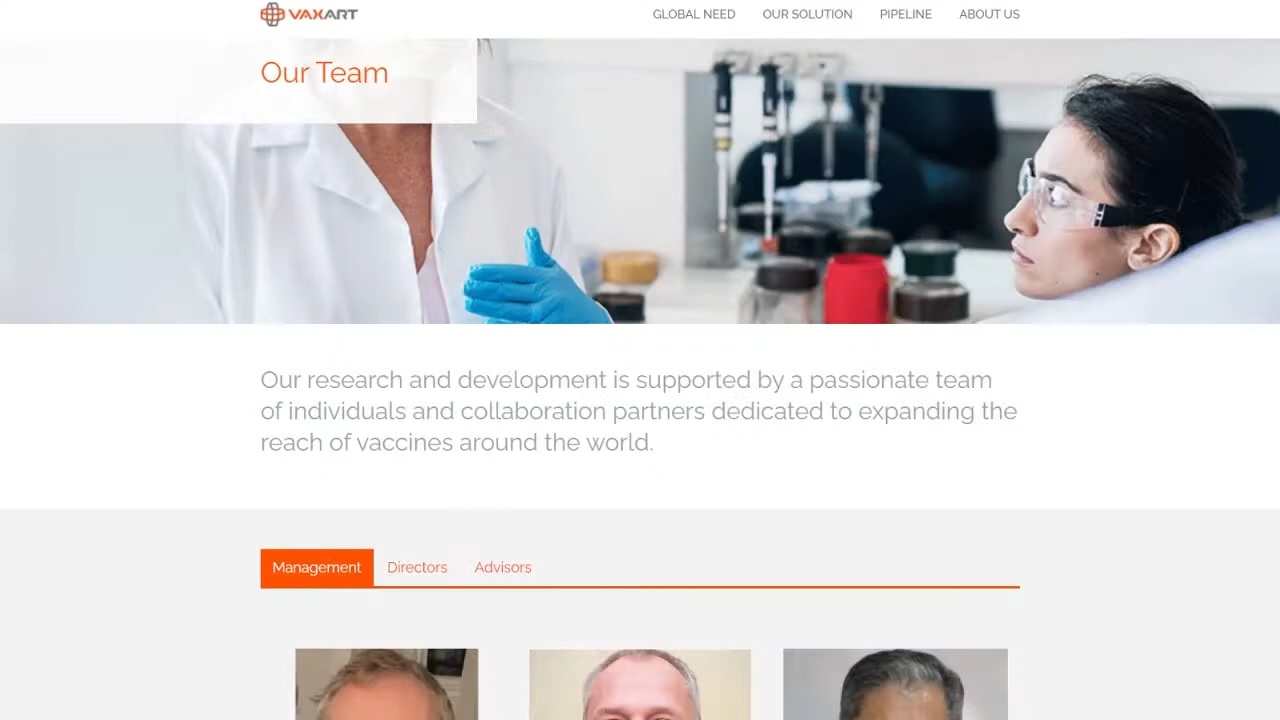 VAXART
GLOBAL NEED
OUR SOLUTION
PIPELINE
ABOUT US
Our Team
Our research and development is supported by a passionate team
of individuals and collaboration partners dedicated to expanding the
reach of vaccines around the world.
Management
Directors
Advisors